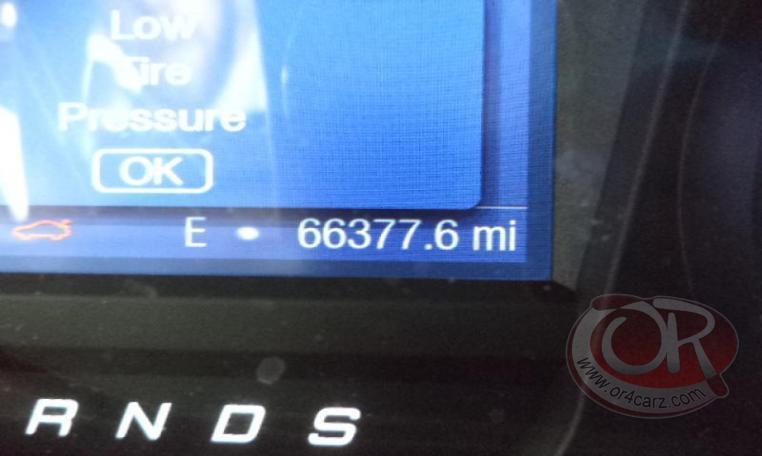 Low
Tire
Pressure
OK
E 66377.6 mi
R N D S
OR
www.or4carz.com